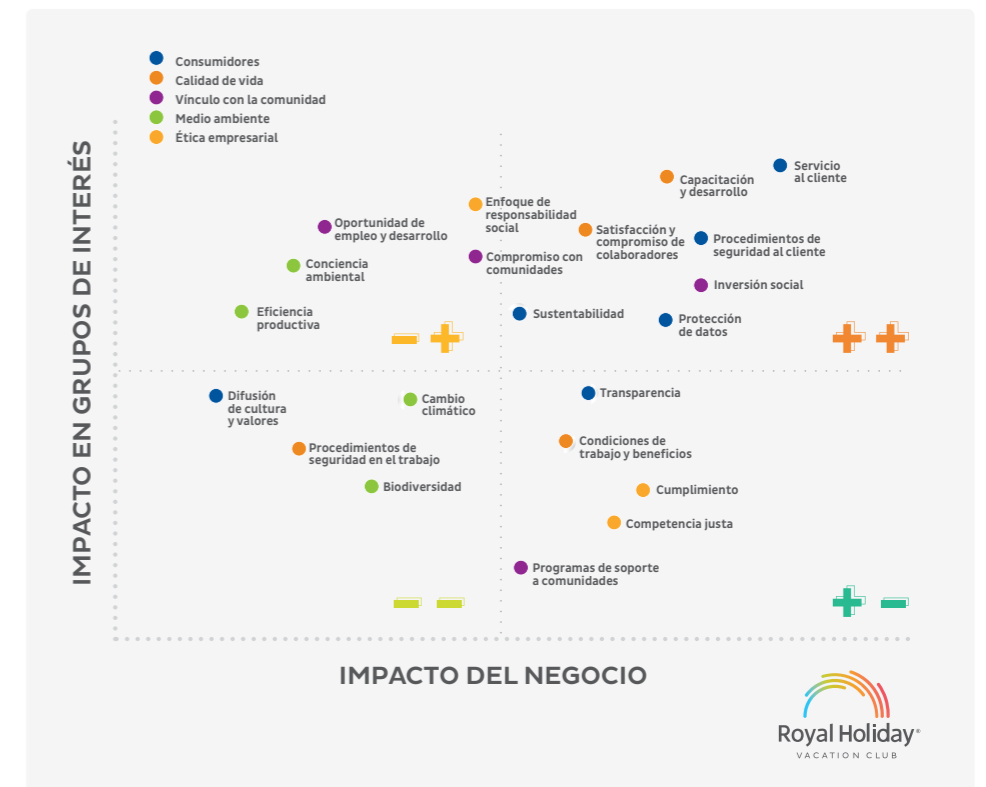 Consumidores
Calidad de vida
Vínculo con la comunidad
Medio ambiente
Ética empresarial
IMPACTO EN GRUPOS DE INTERÉS
Servicio
al cliente
Capacitación
y desarrollo
Enfoque de
responsabilidad
social
Oportunidad de
empleo y desarrollo
Satisfacción y
compromiso de
colaboradores
Procedimientos de
seguridad al cliente
Compromiso con
comunidades
Conciencia
ambiental
Inversión social
Eficiencia
productiva
Sustentabilidad
Protección
de datos
Difusión
de cultura
y valores
Cambio
climático
Transparencia
Procedimientos de
seguridad en el trabajo
Condiciones de
trabajo y beneficios
Biodiversidad
Cumplimiento
Competencia justa
Programas de soporte
a comunidades
IMPACTO DEL NEGOCIO
Royal Holiday®
VACATION CLUB